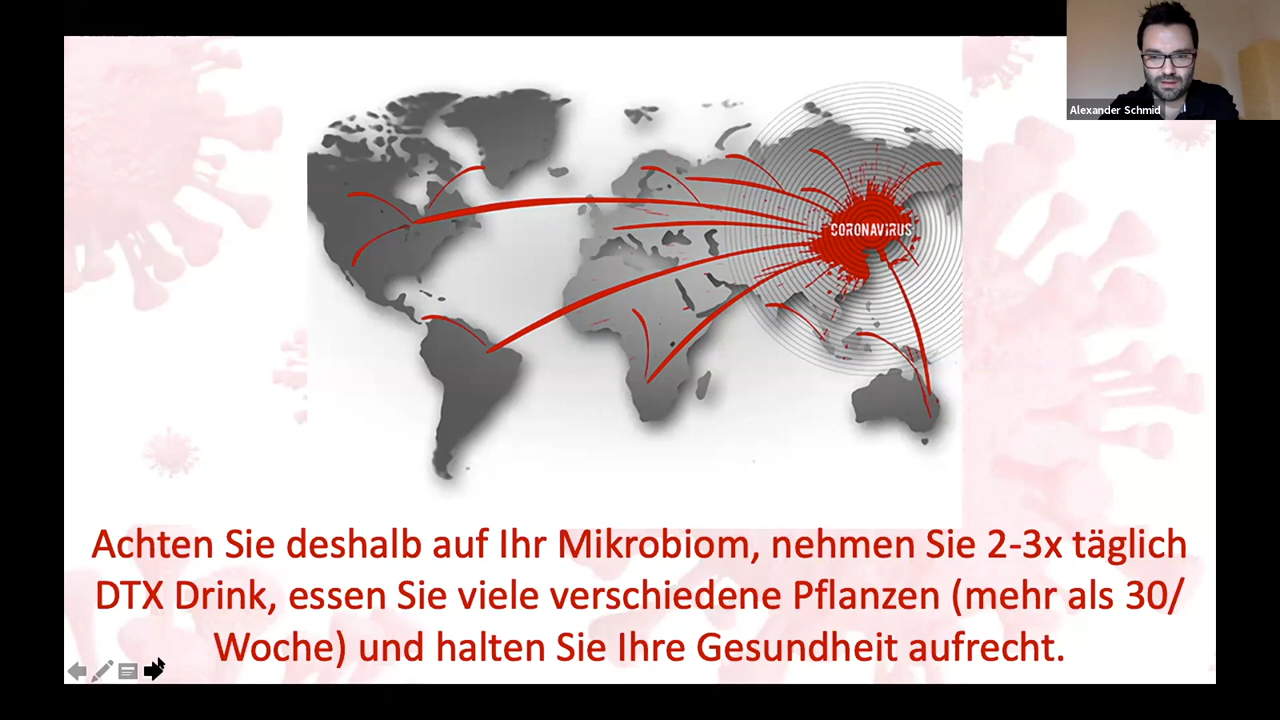 Alexander Schmid
CORONAVIRUS
Achten Sie deshalb auf Ihr Mikrobiom, nehmen Sie 2-3x täglich
DTX Drink, essen Sie viele verschiedene Pflanzen (mehr als 30/
Woche) und halten Sie Ihre Gesundheit aufrecht.